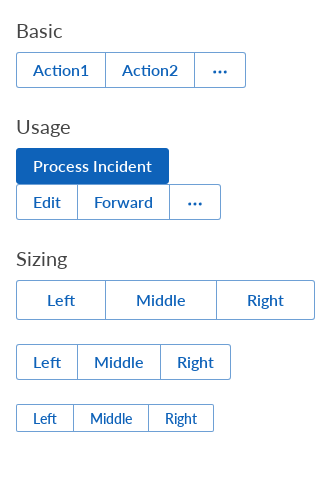 Basic
Action1 Action2 ...
Usage
Process Incident
Edit Forward ...
Sizing
Left Middle Right
Left Middle Right
Left Middle Right